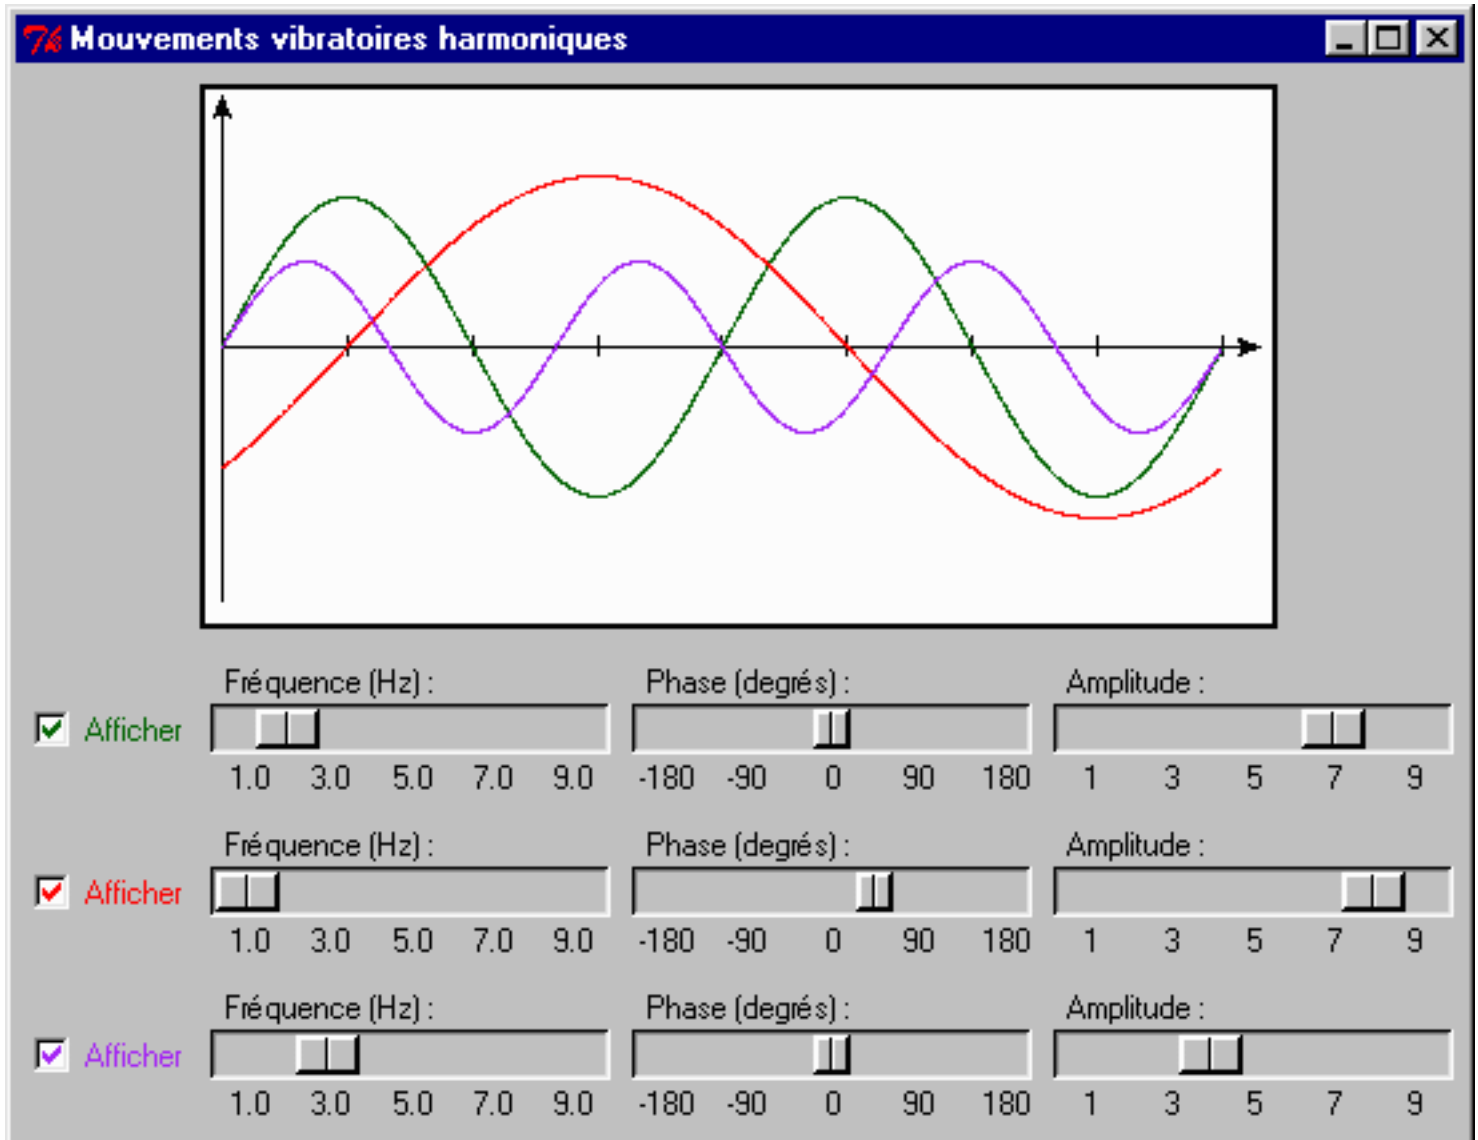 Mouvements vibratoires harmoniques
Fréquence (Hz) : Phase (degrés) : Amplitude :
Afficher
1.0 3.0 5.0 7.0 9.0 -180 -90 0 90 180 1 3 5 7 9
Fréquence (Hz) : Phase (degrés) : Amplitude :
Afficher
1.0 3.0 5.0 7.0 9.0 -180 -90 0 90 180 1 3 5 7 9
Fréquence (Hz) : Phase (degrés) : Amplitude :
Afficher
1.0 3.0 5.0 7.0 9.0 -180 -90 0 90 180 1 3 5 7 9